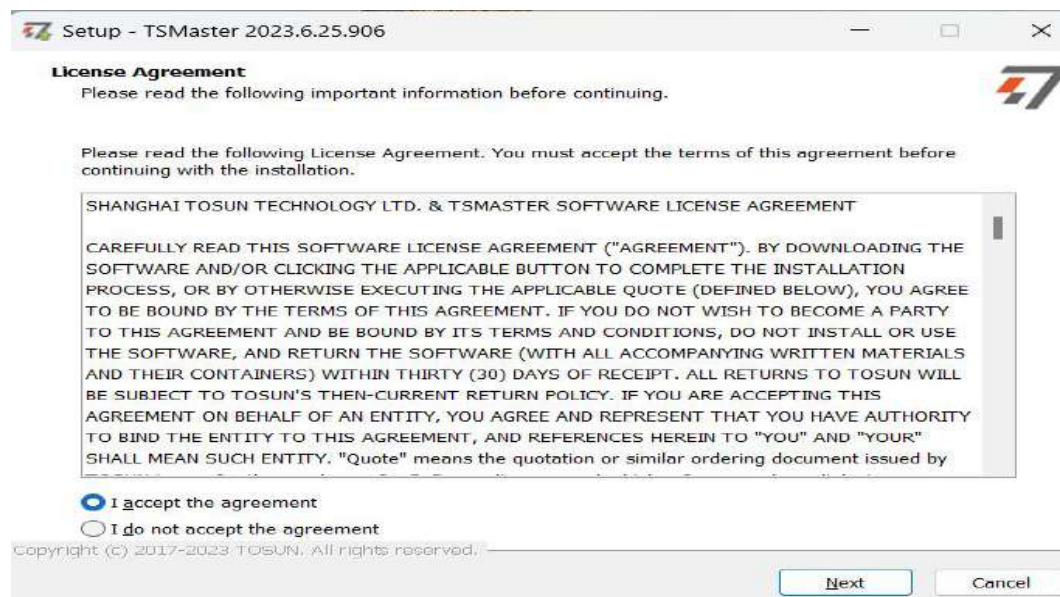 Setup - TSMaster 2023.6.25.906
License Agreement
Please read the following important information before continuing.
Please read the following License Agreement. You must accept the terms of this agreement before
continuing with the installation.
SHANGHAI TOSUN TECHNOLOGY LTD. & TSMASTER SOFTWARE LICENSE AGREEMENT
CAREFULLY READ THIS SOFTWARE LICENSE AGREEMENT ("AGREEMENT"). BY DOWNLOADING THE
SOFTWARE AND/OR CLICKING THE APPLICABLE BUTTON TO COMPLETE THE INSTALLATION
PROCESS, OR BY OTHERWISE EXECUTING THE APPLICABLE QUOTE (DEFINED BELOW), YOU AGREE
TO BE BOUND BY THE TERMS OF THIS AGREEMENT. IF YOU DO NOT WISH TO BECOME A PARTY
TO THIS AGREEMENT AND BE BOUND BY ITS TERMS AND CONDITIONS, DO NOT INSTALL OR USE
THE SOFTWARE, AND RETURN THE SOFTWARE (WITH ALL ACCOMPANYING WRITTEN MATERIALS
AND THEIR CONTAINERS) WITHIN THIRTY (30) DAYS OF RECEIPT. ALL RETURNS TO TOSUN WILL
BE SUBJECT TO TOSUN'S THEN-CURRENT RETURN POLICY. IF YOU ARE ACCEPTING THIS
AGREEMENT ON BEHALF OF AN ENTITY, YOU AGREE AND REPRESENT THAT YOU HAVE AUTHORITY
TO BIND THE ENTITY TO THIS AGREEMENT, AND REFERENCES HEREIN TO "YOU" AND "YOUR"
SHALL MEAN SUCH ENTITY. "Quote" means the quotation or similar ordering document issued by
I accept the agreement
I do not accept the agreement
Copyright (c) 2017-2023 TOSUN. All rights reserved.
Next
Cancel